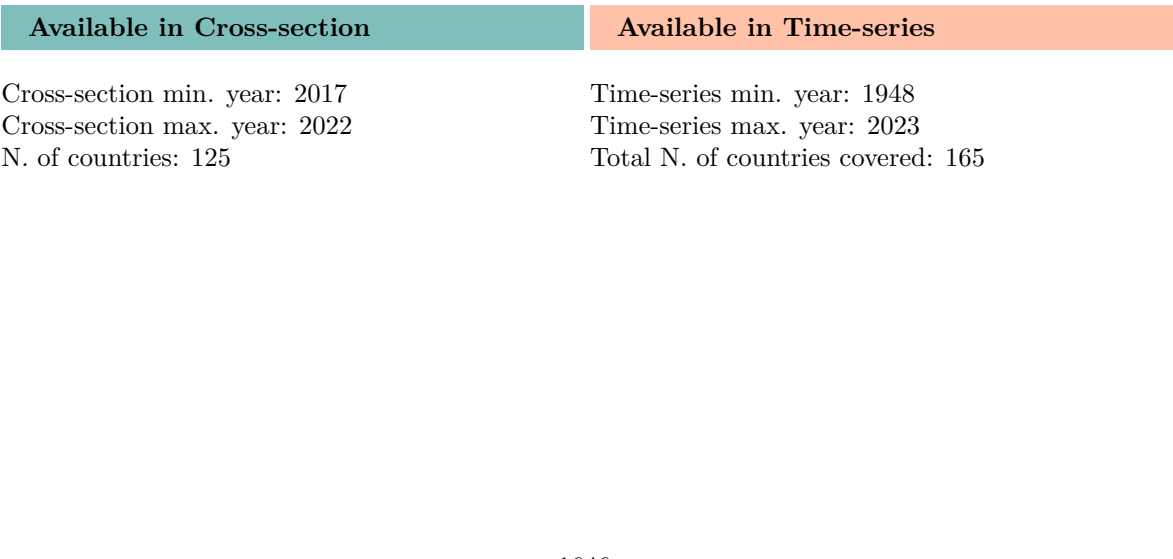 Available in Cross-section
Cross-section min. year: 2017
Cross-section max. year: 2022
N. of countries: 125
Available in Time-series
Time-series min. year: 1948
Time-series max. year: 2023
Total N. of countries covered: 165